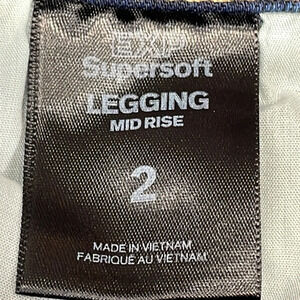 EXP
Supersoft
LEGGING
MID RISE
2
MADE IN VIETNAM
FABRIQUÉ AU VIETNAM